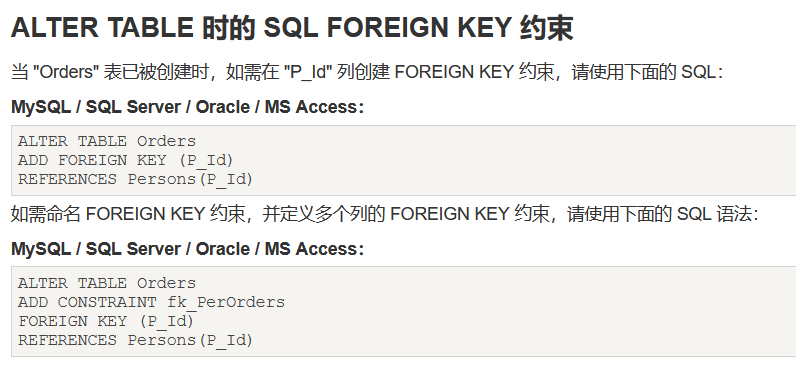 ALTER TABLE 时的 SQL FOREIGN KEY 约束
当 "Orders" 表已被创建时，如需在 "P_Id" 列创建 FOREIGN KEY 约束，请使用下面的 SQL：
MySQL / SQL Server / Oracle / MS Access：
ALTER TABLE Orders
ADD FOREIGN KEY (P_Id)
REFERENCES Persons(P_Id)
如需命名 FOREIGN KEY 约束，并定义多个列的 FOREIGN KEY 约束，请使用下面的 SQL 语法：
MySQL / SQL Server / Oracle / MS Access：
ALTER TABLE Orders
ADD CONSTRAINT fk_PerOrders
FOREIGN KEY (P_Id)
REFERENCES Persons(P_Id)